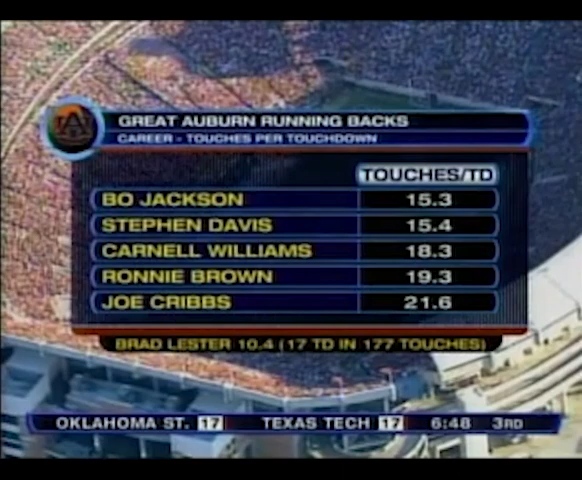 AU
GREAT AUBURN RUNNING BACKS
CAREER - TOUCHES PER TOUCHDOWN
TOUCHES/TD
BO JACKSON 15.3
STEPHEN DAVIS 15.4
CARNELL WILLIAMS 18.3
RONNIE BROWN 19.3
JOE CRIBBS 21.6
BRAD LESTER 10.4 (17 TD IN 177 TOUCHES)
OKLAHOMA ST. 17 TEXAS TECH 17 6:48 3RD